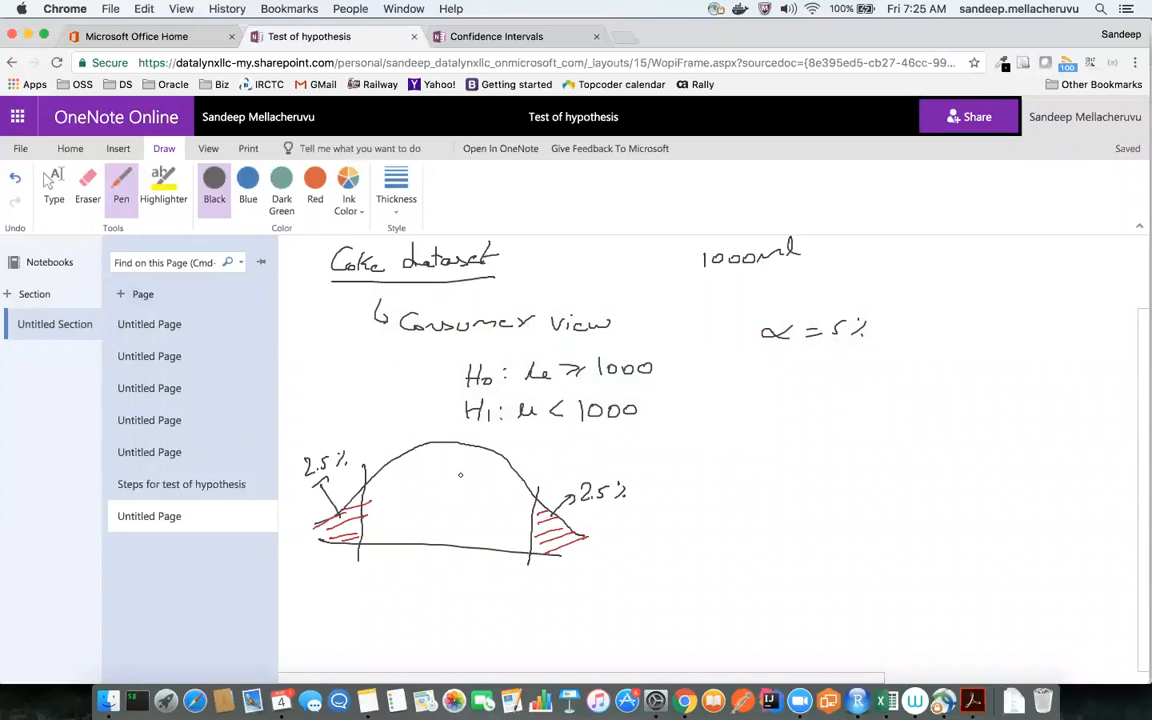 Chrome File Edit View History Bookmarks People Window Help 100% Fri 7:25 AM sandeep.mellacheruvu
Microsoft Office Home × Test of hypothesis × Confidence Intervals × Sandeep
Secure https://datalynxllc-my.sharepoint.com/personal/sandeep_datalynxllc_onmicrosoft_com/_layouts/15/WopiFrame.aspx?sourcedoc={8e395ed5-cb27-46cc-99... 100
Apps OSS DS Oracle Biz IRCTC GMail Railway Yahoo! Getting Started Topcoder calendar Rally Other Bookmarks
OneNote Online Sandeep Mellacheruvu Test of hypothesis Share Sandeep Mellacheruvu
File Home Insert Draw View Print Tell me what you want to do Open In OneNote Give Feedback To Microsoft Saved
Type Eraser Pen Highlighter Black Blue Dark Green Red Ink Color Thickness
Undo Tools Color Style
Notebooks
Find on this Page (Cmd-
+ Section
+ Page
Untitled Section
Untitled Page
Untitled Page
Untitled Page
Untitled Page
Untitled Page
Steps for test of hypothesis
Untitled Page
Coke dataset 1000ml
↳ Consumer view α = 5%
H0: μ ≥ 1000
H1: μ < 1000
2.5%
2.5%